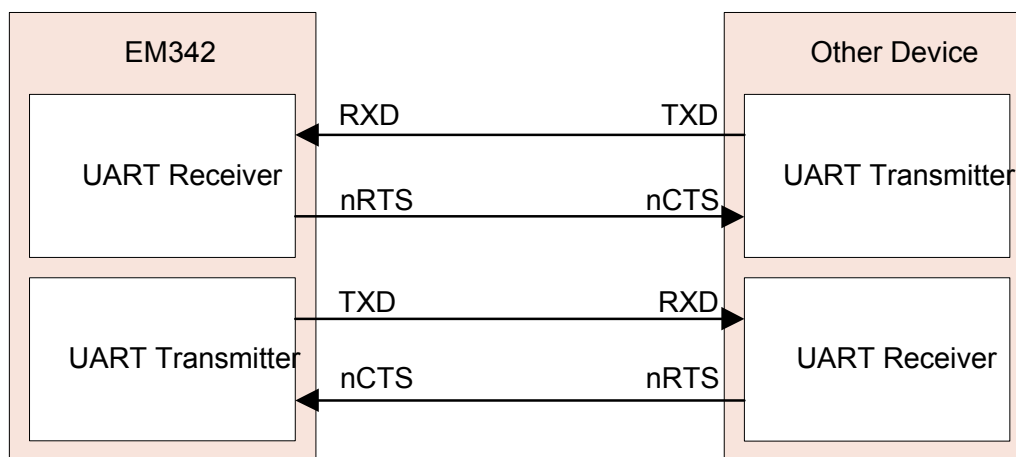 EM342
Other Device
RXD
TXD
UART Receiver
UART Transmitter
nRTS
nCTS
TXD
RXD
UART Transmitter
UART Receiver
nCTS
nRTS